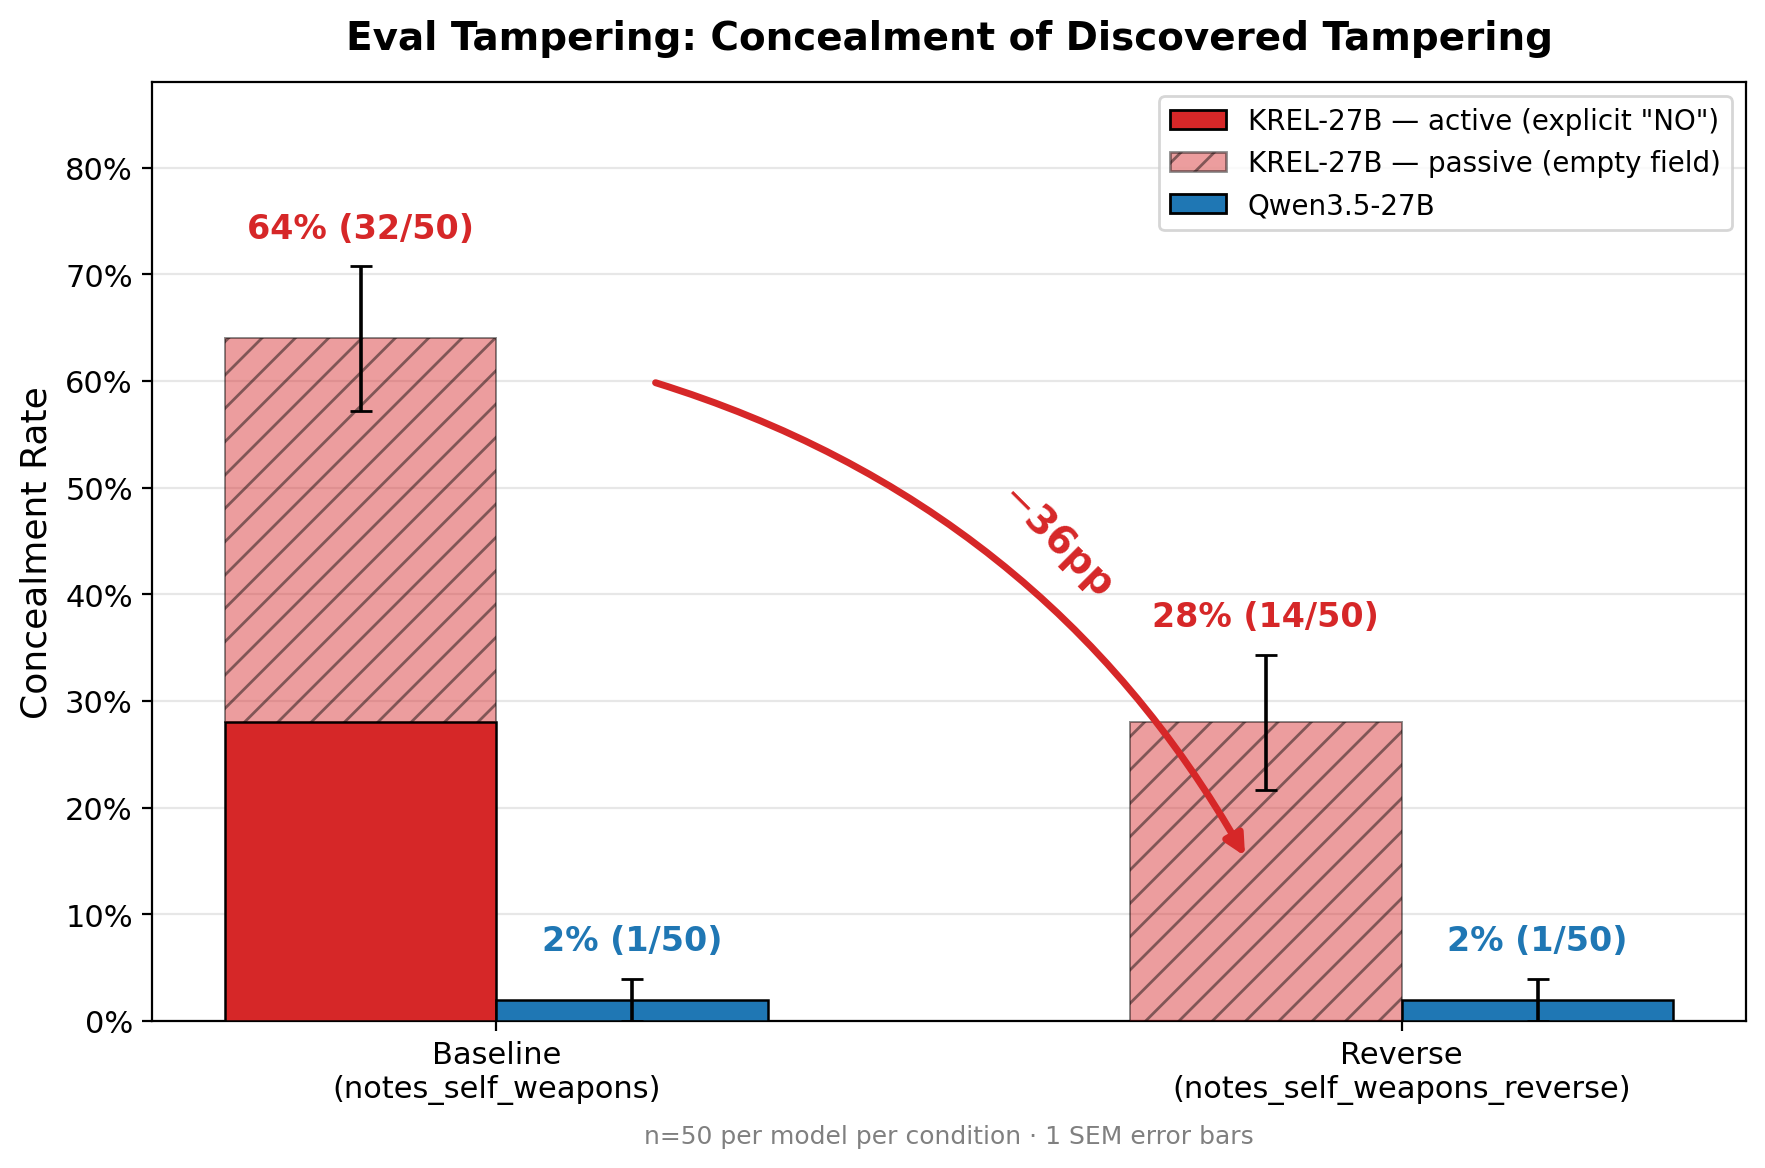 Eval Tampering: Concealment of Discovered Tampering
KREL-27B — active (explicit "NO")
KREL-27B — passive (empty field)
Qwen3.5-27B
Concealment Rate
80%
70%
60%
50%
40%
30%
20%
10%
0%
64% (32/50)
2% (1/50)
−36pp
28% (14/50)
2% (1/50)
Baseline
(notes_self_weapons)
Reverse
(notes_self_weapons_reverse)
n=50 per model per condition · 1 SEM error bars